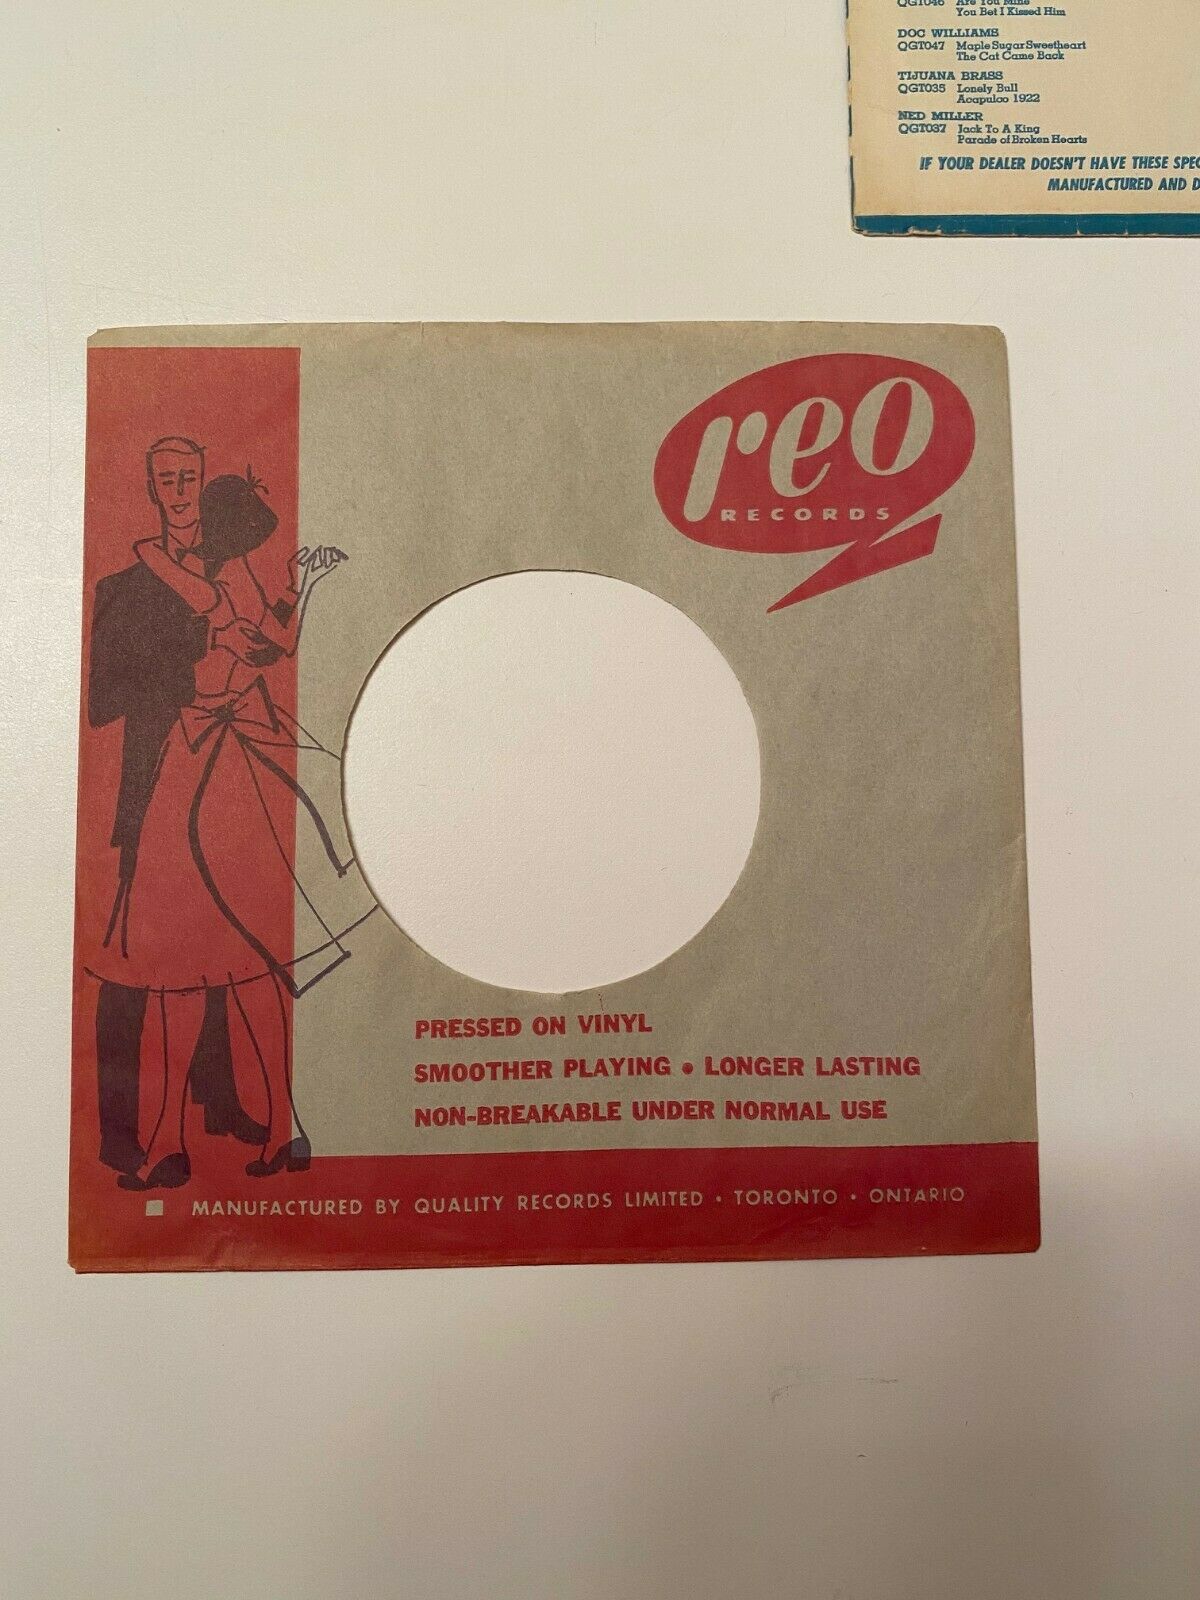 QGT046 Are You Mine
You Bet I Kissed Him
DOC WILLIAMS
QGT047 Maple Sugar Sweetheart
The Cat Came Back
TIJUANA BRASS
QGT035 Lonely Bull
Acapulco 1922
NED MILLER
QGT037 Jack To A King
Parade of Broken Hearts
IF YOUR DEALER DOESN'T HAVE THESE SPEC
MANUFACTURED AND D
reo
RECORDS
PRESSED ON VINYL
SMOOTHER PLAYING • LONGER LASTING
NON-BREAKABLE UNDER NORMAL USE
MANUFACTURED BY QUALITY RECORDS LIMITED • TORONTO • ONTARIO